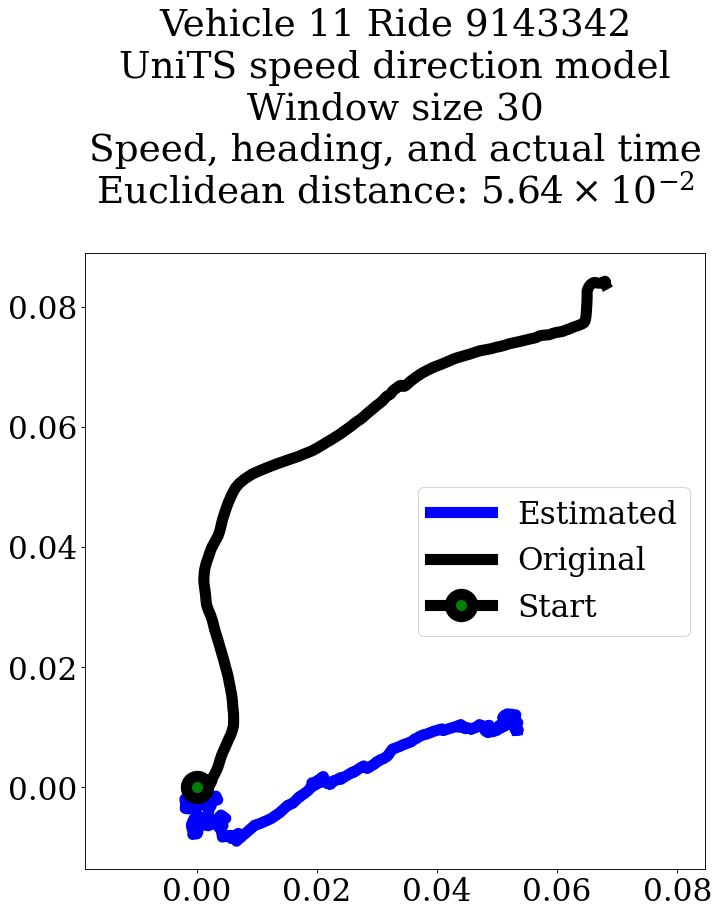 Vehicle 11 Ride 9143342
UniTS speed direction model
Window size 30
Speed, heading, and actual time
Euclidean distance: 5.64 × 10⁻²
0.08
0.06
0.04
0.02
0.00
Estimated
Original
Start
0.00 0.02 0.04 0.06 0.08